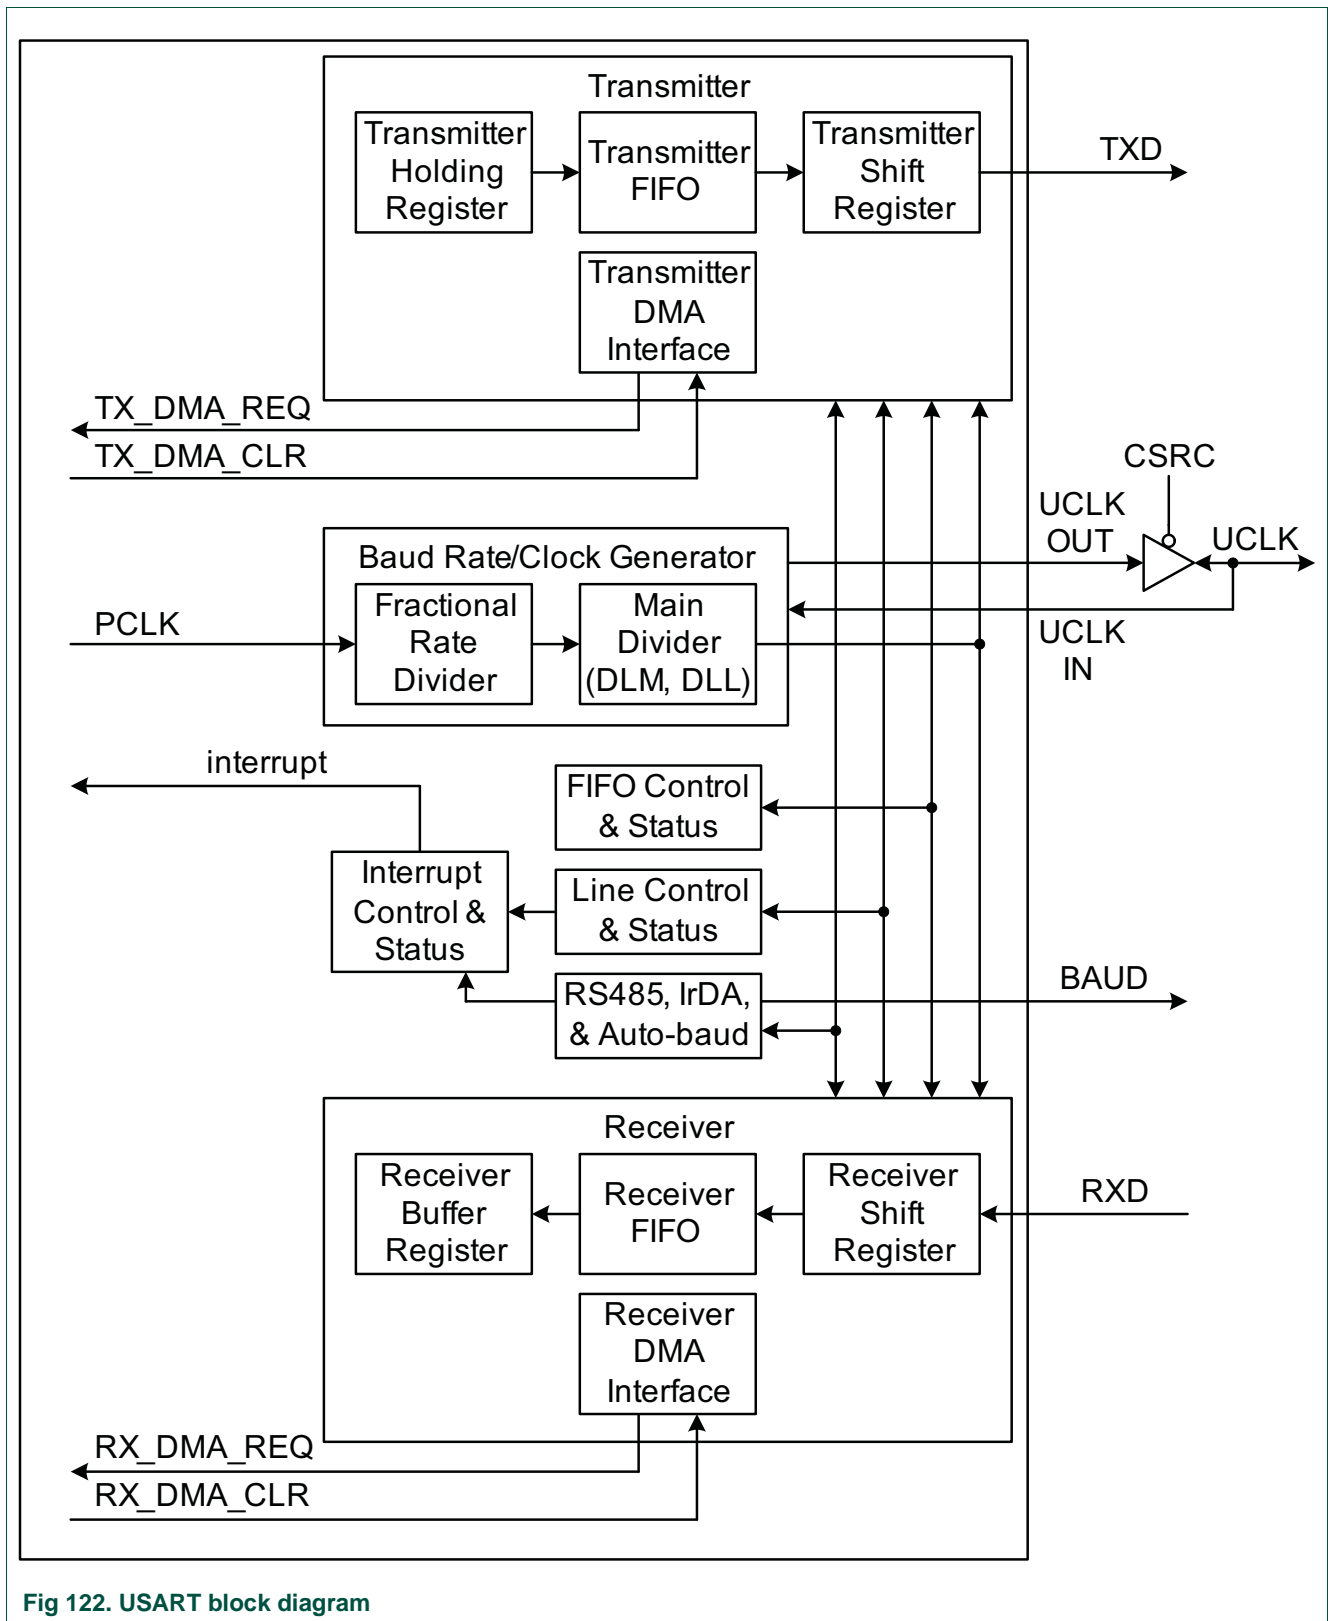 Transmitter
Transmitter
Holding
Register
Transmitter
FIFO
Transmitter
Shift
Register
TXD
Transmitter
DMA
Interface
TX_DMA_REQ
TX_DMA_CLR
CSRC
UCLK
OUT
UCLK
Baud Rate/Clock Generator
PCLK
Fractional
Rate
Divider
Main
Divider
(DLM, DLL)
UCLK
IN
interrupt
FIFO Control
& Status
Interrupt
Control &
Status
Line Control
& Status
RS485, IrDA,
& Auto-baud
BAUD
Receiver
Receiver
Buffer
Register
Receiver
FIFO
Receiver
Shift
Register
RXD
Receiver
DMA
Interface
RX_DMA_REQ
RX_DMA_CLR
Fig 122. USART block diagram